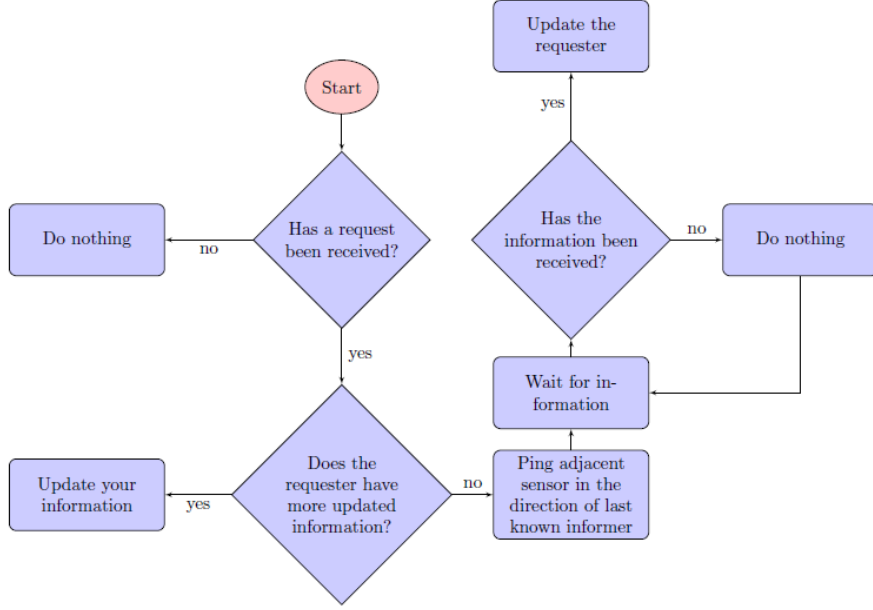 Start
Has a request
been received?
no
Do nothing
yes
Does the
requester have
more updated
information?
yes
Update your
information
no
Ping adjacent
sensor in the
direction of last
known informer
Wait for in-
formation
Has the
information been
received?
no
Do nothing
yes
Update the
requester